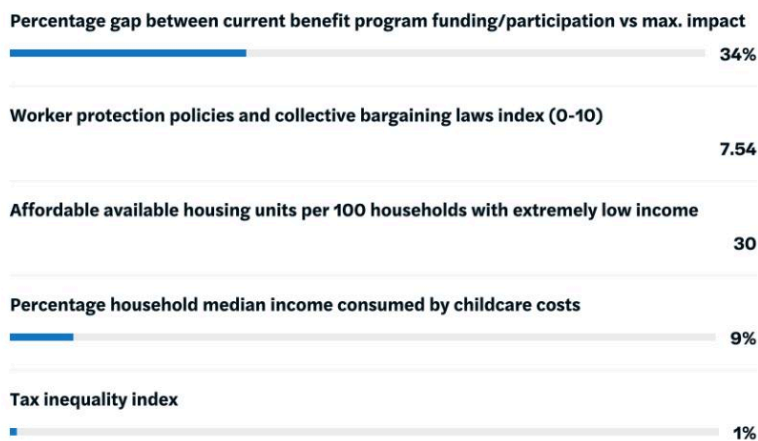 Percentage gap between current benefit program funding/participation vs max. impact
34%
Worker protection policies and collective bargaining laws index (0-10)
7.54
Affordable available housing units per 100 households with extremely low income
30
Percentage household median income consumed by childcare costs
9%
Tax inequality index
1%